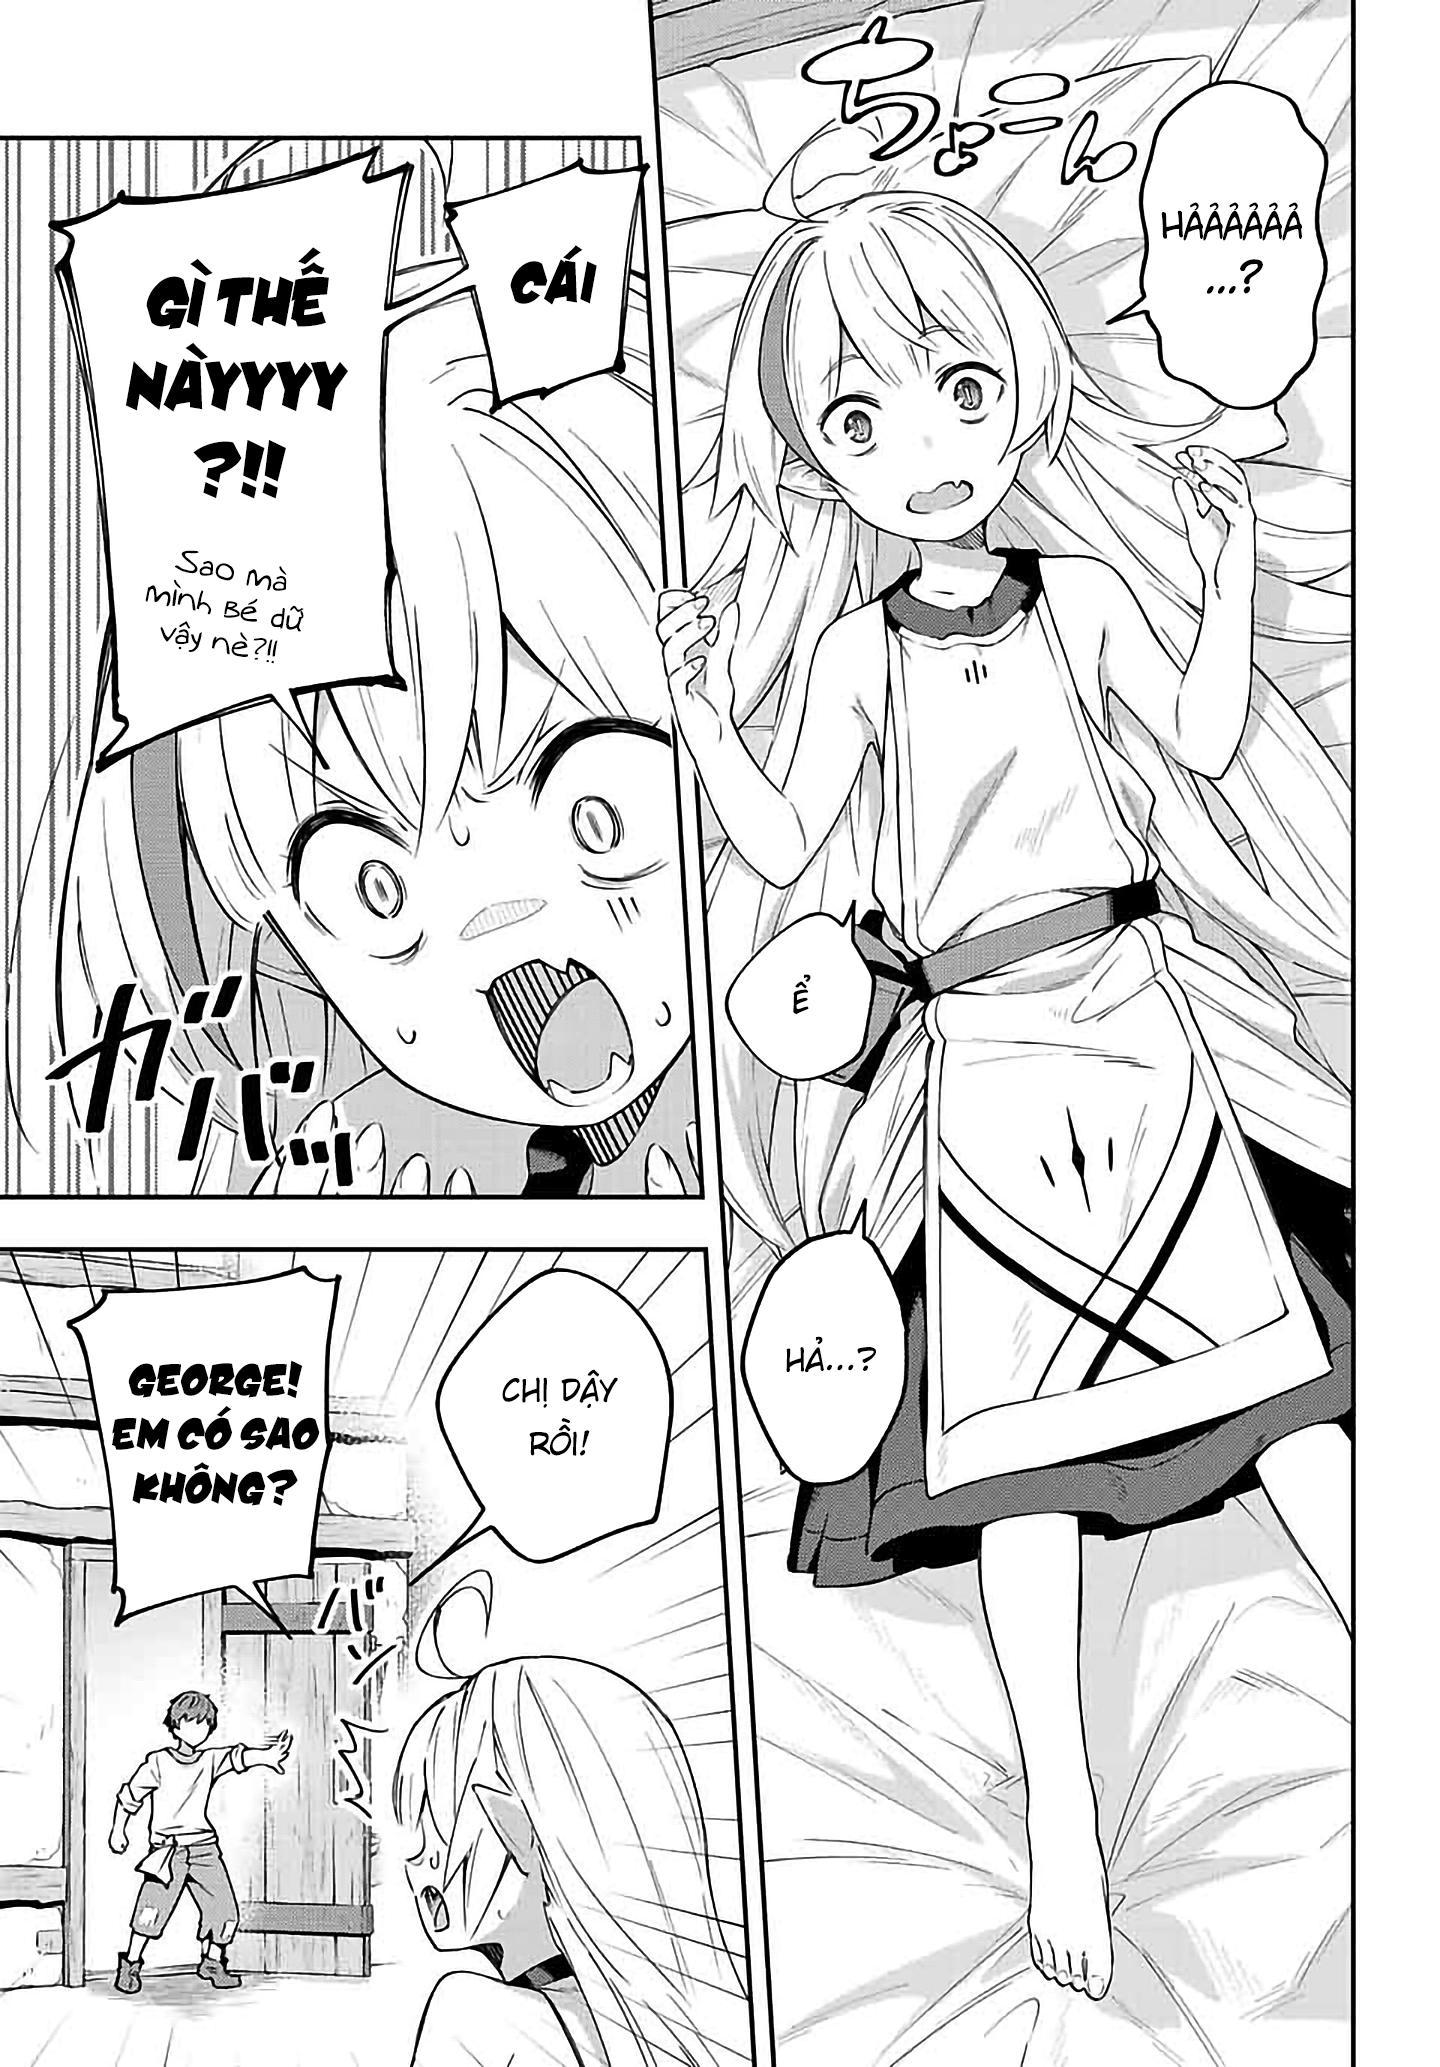 ちょーん
HẢẢẢẢẢẢ
...?
Ể
HẢ...?
CÁI
GÌ THẾ
NÀYYYY
?!!
Sao mà
mình bé dữ
vậy nè?!!
ガバッ
CHỊ DẬY
RỒI!
GEORGE!
EM CÓ SAO
KHÔNG?
バンッ